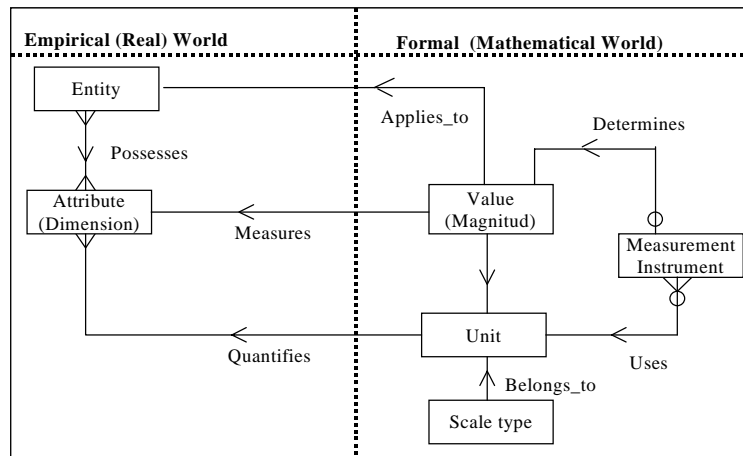 Empirical (Real) World
Formal (Mathematical World)
Entity
Applies_to
Determines
Possesses
Attribute
(Dimension)
Measures
Value
(Magnitud)
Measurement
Instrument
Quantifies
Unit
Uses
Belongs_to
Scale type